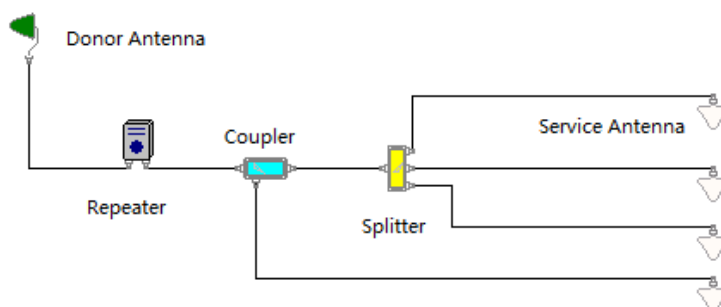 Donor Antenna
Coupler
Service Antenna
Repeater
Splitter